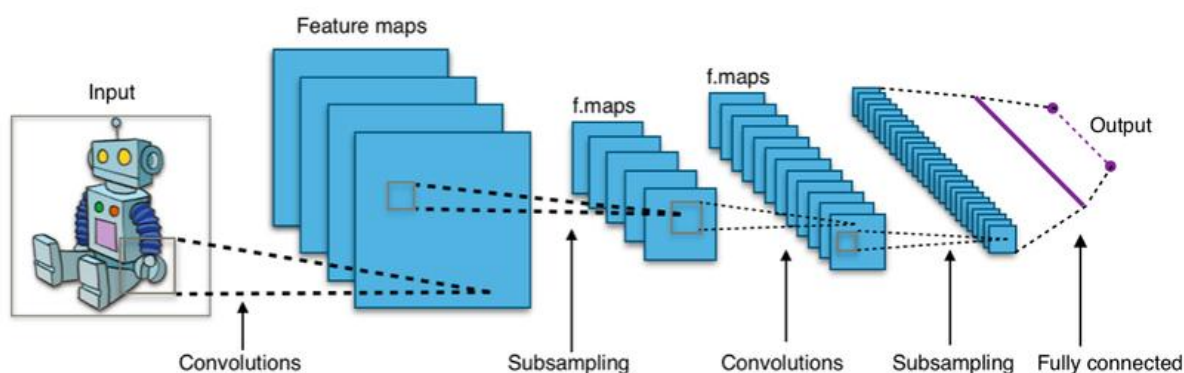 Feature maps
Input
f.maps
f.maps
Output
Convolutions
Subsampling
Convolutions
Subsampling
Fully connected